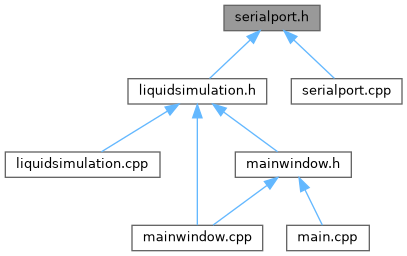 serialport.h
liquidsimulation.h
serialport.cpp
liquidsimulation.cpp
mainwindow.h
mainwindow.cpp
main.cpp